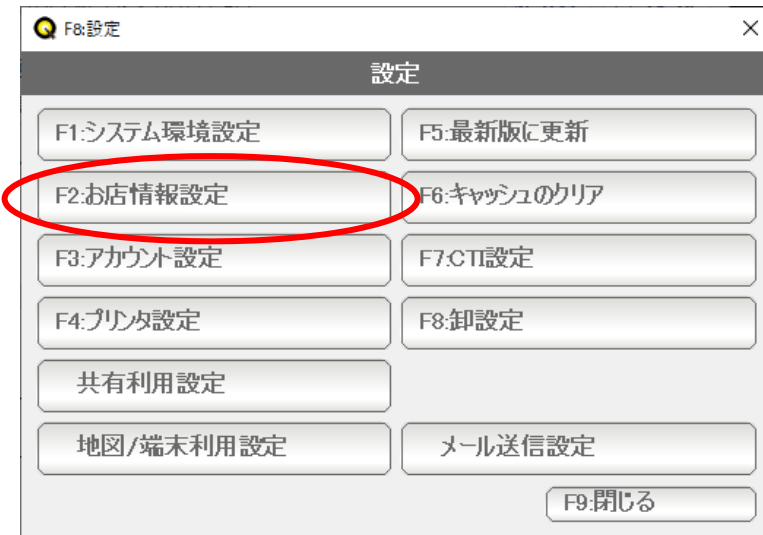 F8:設定
設定
F1:システム環境設定
F5:最新版に更新
F2:お店情報設定
F6:キャッシュのクリア
F3:アカウント設定
F7:CTI設定
F4:プリンタ設定
F8:卸設定
共有利用設定
地図/端末利用設定
メール送信設定
F9:閉じる